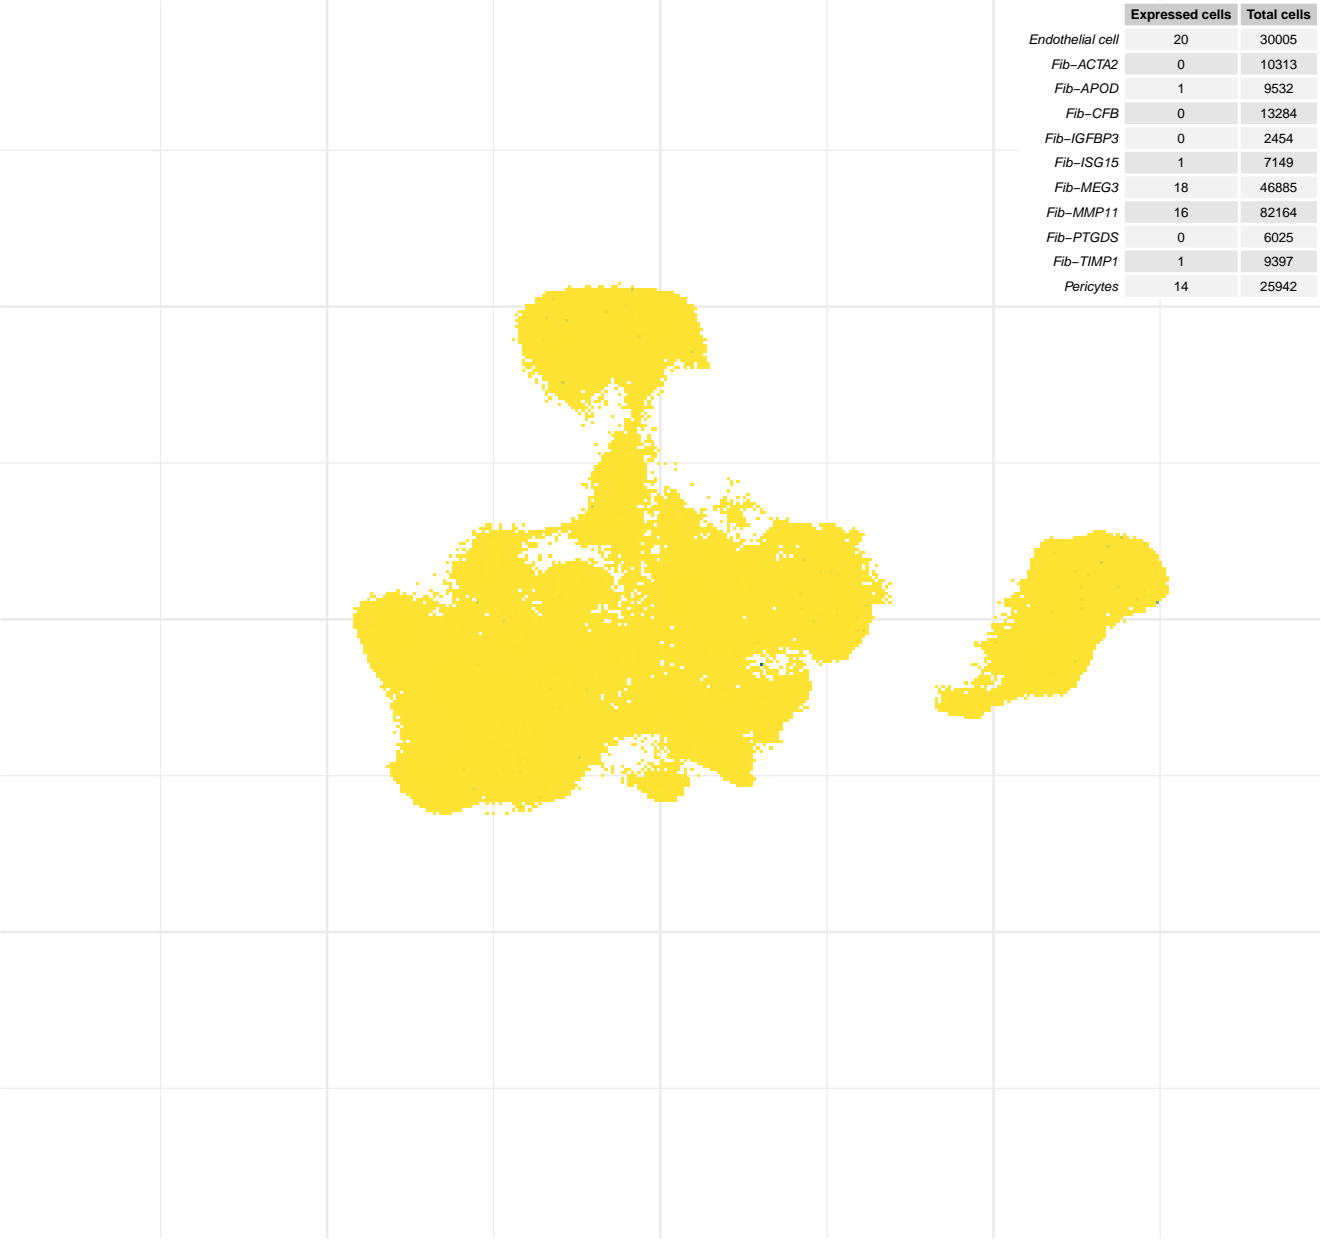 Expressed cells Total cells
Endothelial cell 20 30005
Fib−ACTA2 0 10313
Fib−APOD 1 9532
Fib−CFB 0 13284
Fib−IGFBP3 0 2454
Fib−ISG15 1 7149
Fib−MEG3 18 46885
Fib−MMP11 16 82164
Fib−PTGDS 0 6025
Fib−TIMP1 1 9397
Pericytes 14 25942